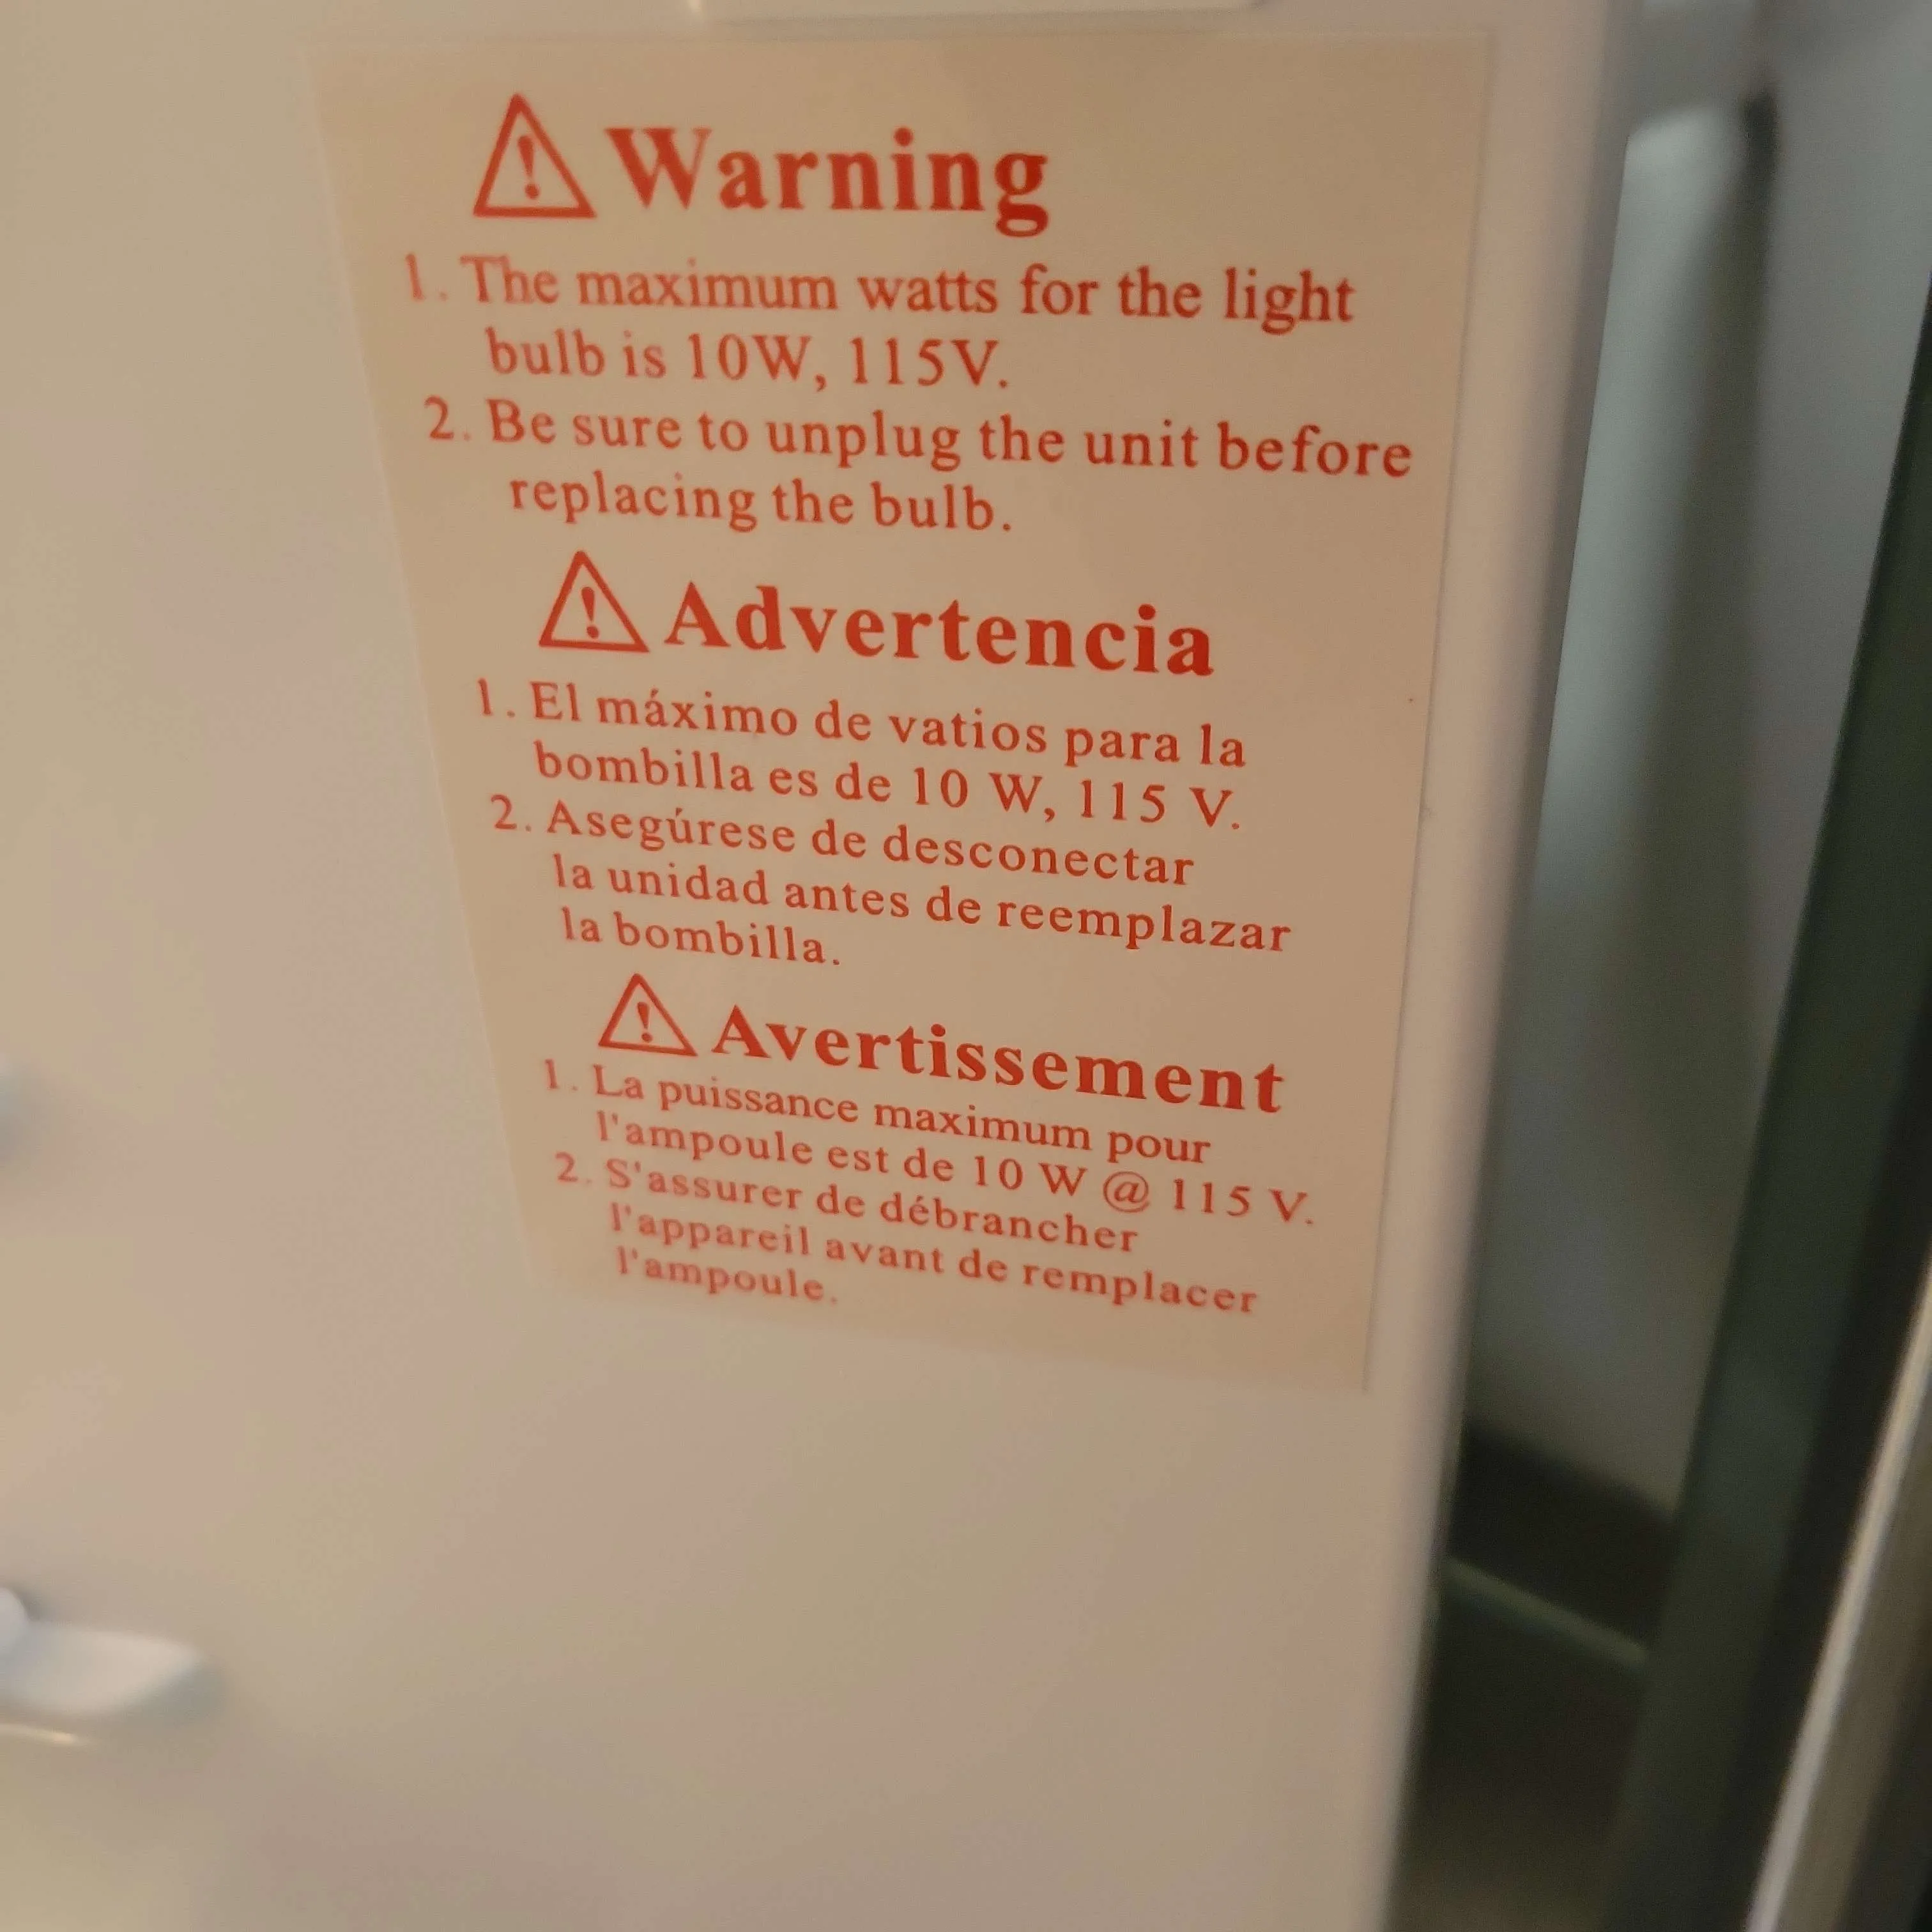 Warning
1. The maximum watts for the light
bulb is 10W, 115V.
2. Be sure to unplug the unit before
replacing the bulb.
Advertencia
1. El máximo de vatios para la
bombilla es de 10 W, 115 V.
2. Asegúrese de desconectar
la unidad antes de reemplazar
la bombilla.
Avertissement
1. La puissance maximum pour
l'ampoule est de 10 W @ 115 V.
2. S'assurer de débrancher
l'appareil avant de remplacer
l'ampoule.